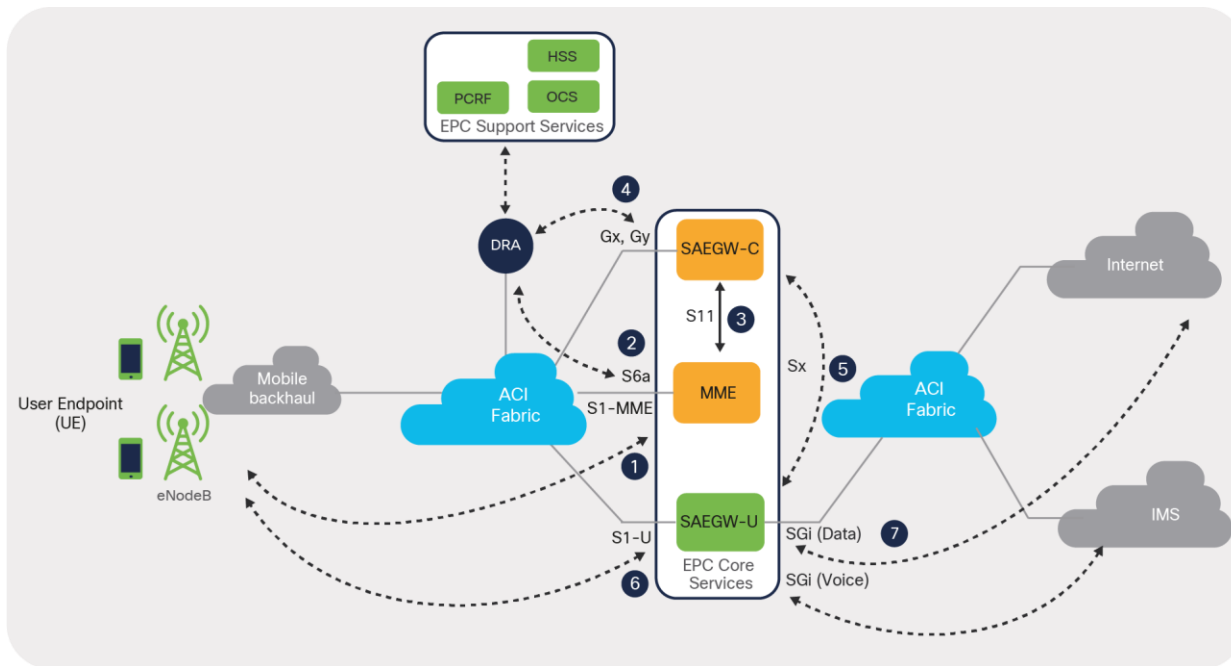 HSS
PCRF
OCS
EPC Support Services
4
DRA
Gx, Gy
SAEGW-C
Internet
S11
3
2
S6a
Sx
5
Mobile
backhaul
ACI
Fabric
MME
ACI
Fabric
User Endpoint
(UE)
S1-MME
1
eNodeB
SAEGW-U
IMS
S1-U
SGi (Data)
7
6
EPC Core
Services
SGi (Voice)